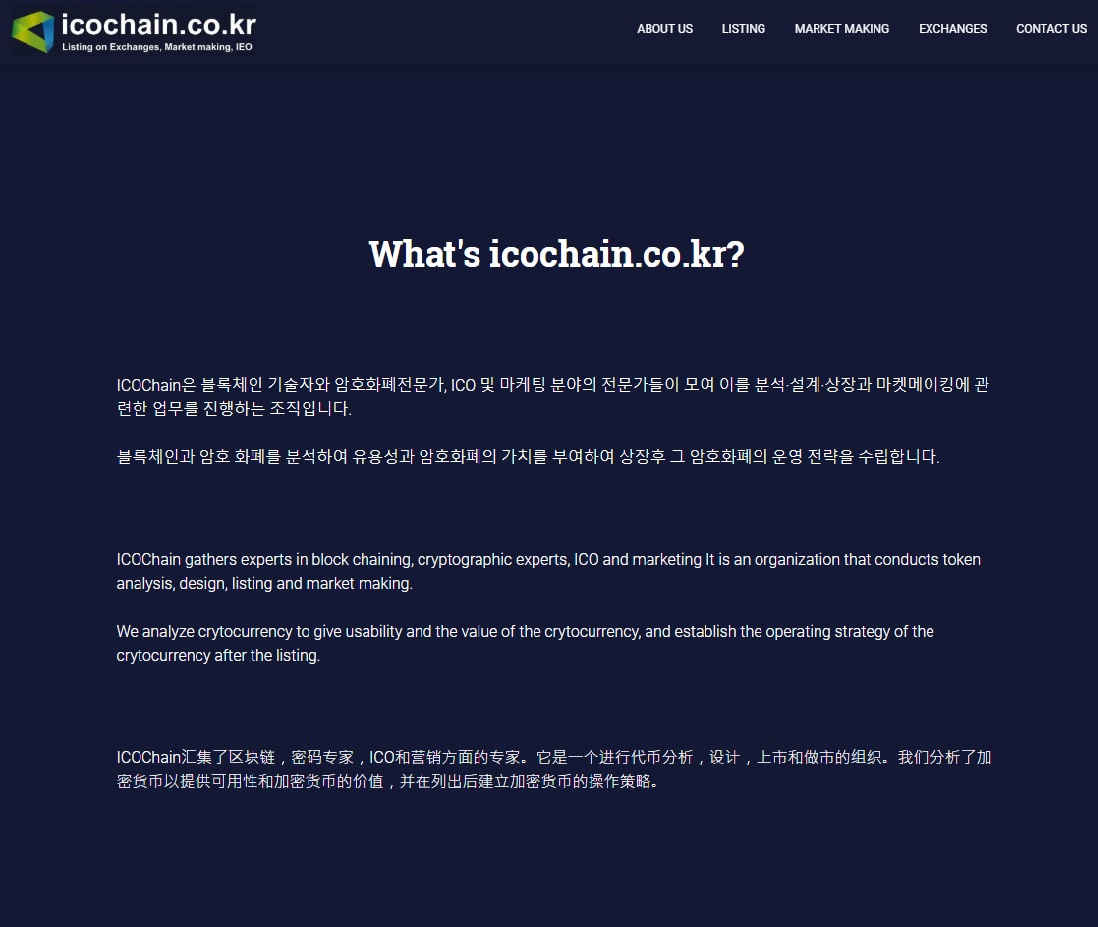 icochain.co.kr
Listing on Exchanges, Market making, IEO
ABOUT US LISTING MARKET MAKING EXCHANGES CONTACT US
What's icochain.co.kr?
ICOChain은 블록체인 기술자와 암호화폐전문가, ICO 및 마케팅 분야의 전문가들이 모여 이를 분석·설계·상장과 마켓메이킹에 관
련한 업무를 진행하는 조직입니다.
블록체인과 암호 화폐를 분석하여 유용성과 암호화폐의 가치를 부여하여 상장후 그 암호화폐의 운영 전략을 수립합니다.
ICOChain gathers experts in block chaining, cryptographic experts, ICO and marketing It is an organization that conducts token
analysis, design, listing and market making.
We analyze crytocurrency to give usability and the value of the crytocurrency, and establish the operating strategy of the
crytocurrency after the listing.
ICOChain汇集了区块链，密码专家，ICO和营销方面的专家。它是一个进行代币分析，设计，上市和做市的组织。我们分析了加
密货币以提供可用性和加密货币的价值，并在列出后建立加密货币的操作策略。